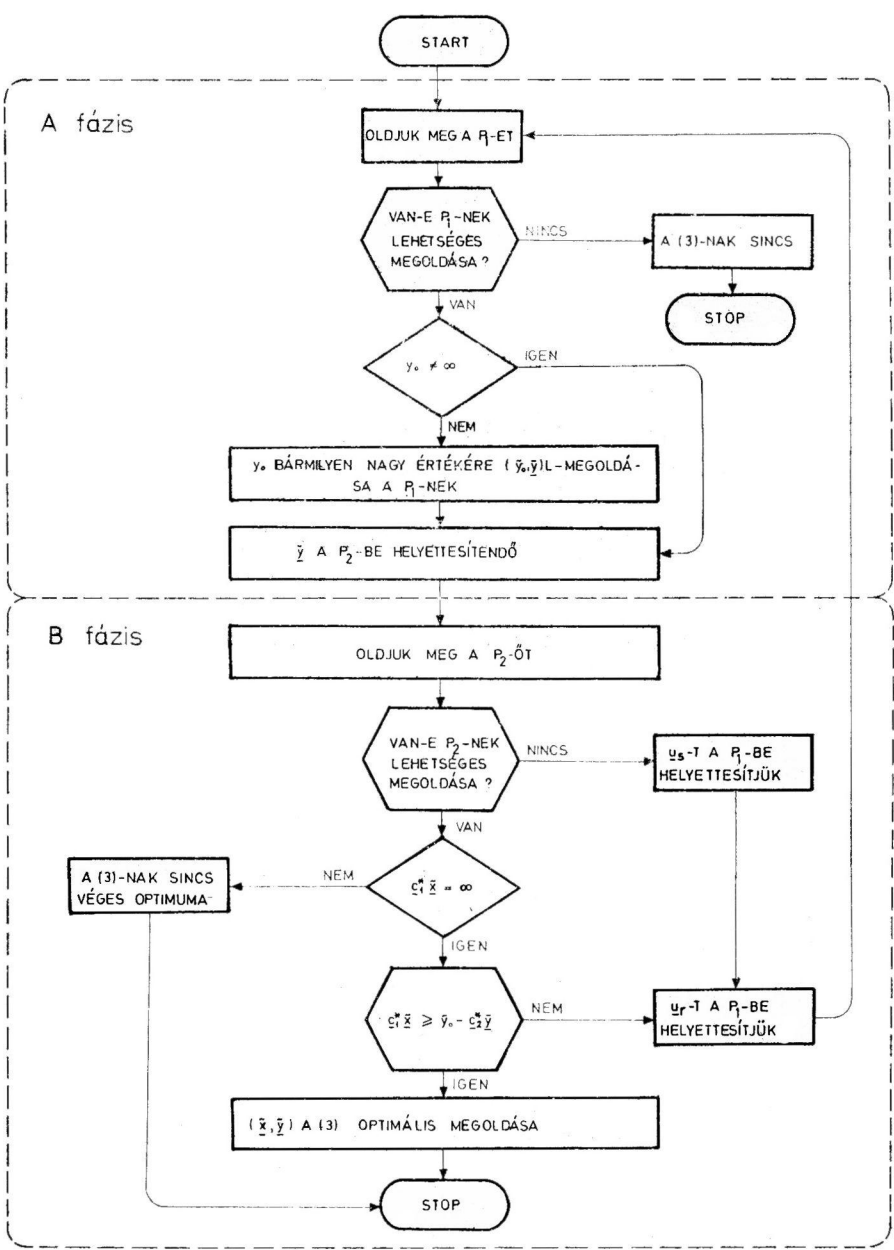 START
A fázis
OLDJUK MEG A P₁-ET
VAN-E P₁-NEK
LEHETSÉGES
MEGOLDÁSA ?
NINCS
A (3)-NAK SINCS
STOP
VAN
y₀ ≠ ∞
IGEN
NEM
y₀ BÁRMILYEN NAGY ÉRTÉKÉRE (ȳ₀,ȳ) L-MEGOLDÁ-
SA A P₁-NEK
ȳ A P₂-BE HELYETTESÍTENDŐ
B fázis
OLDJUK MEG A P₂-ŐT
VAN-E P₂-NEK
LEHETSÉGES
MEGOLDÁSA ?
NINCS
u_s-T A P₁-BE
HELYETTESÍTJÜK
VAN
c₁* x̄ = ∞
NEM
A (3)-NAK SINCS
VÉGES OPTIMUMA
IGEN
c₁* x̄ ⩾ ȳ₀ - c₂* ȳ
NEM
u_r-T A P₁-BE
HELYETTESÍTJÜK
IGEN
(x̄,ȳ) A (3) OPTIMÁLIS MEGOLDÁSA
STOP